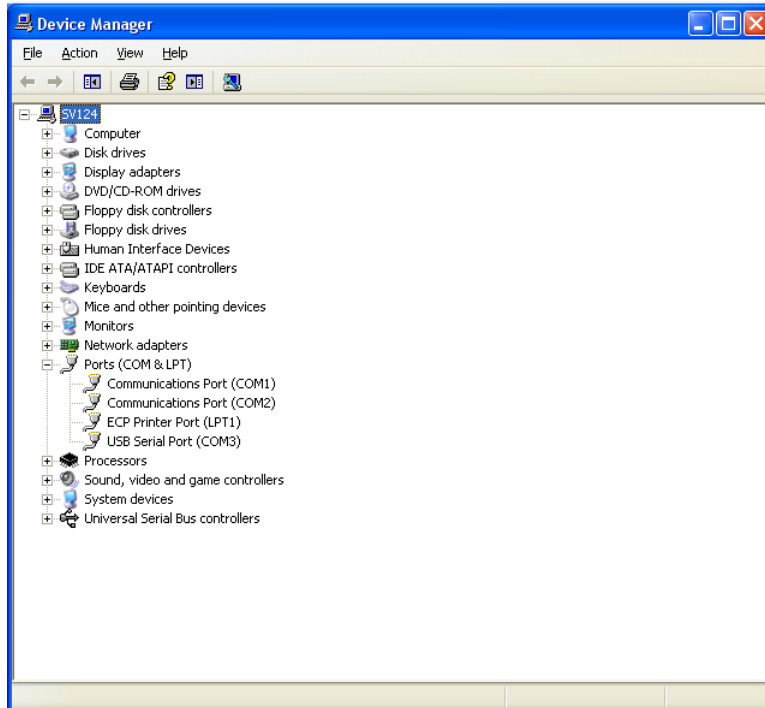 Device Manager
File Action View Help
SV124
Computer
Disk drives
Display adapters
DVD/CD-ROM drives
Floppy disk controllers
Floppy disk drives
Human Interface Devices
IDE ATA/ATAPI controllers
Keyboards
Mice and other pointing devices
Monitors
Network adapters
Ports (COM & LPT)
Communications Port (COM1)
Communications Port (COM2)
ECP Printer Port (LPT1)
USB Serial Port (COM3)
Processors
Sound, video and game controllers
System devices
Universal Serial Bus controllers